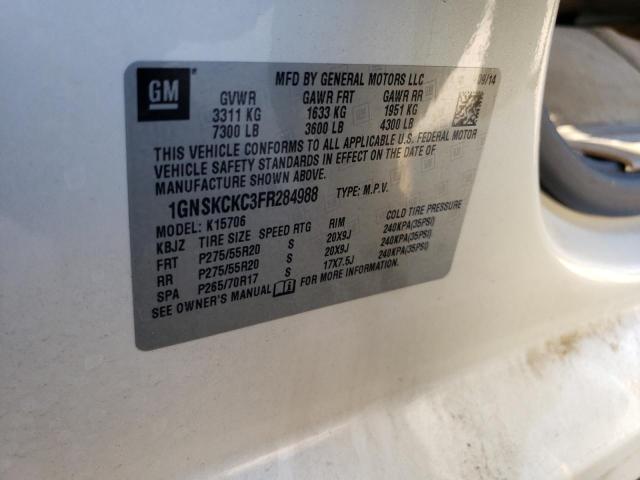 GM
MFD BY GENERAL MOTORS LLC 09/14
GVWR GAWR FRT GAWR RR
3311 KG 1633 KG 1951 KG
7300 LB 3600 LB 4300 LB
THIS VEHICLE CONFORMS TO ALL APPLICABLE U.S. FEDERAL MOTOR
VEHICLE SAFETY STANDARDS IN EFFECT ON THE DATE OF
MANUFACTURE SHOWN ABOVE.
1GNSKCKC3FR284988 TYPE: M.P.V.
MODEL: K15706
KBJZ TIRE SIZE SPEED RTG RIM COLD TIRE PRESSURE
FRT P275/55R20 S 20X9J 240KPA(35PSI)
RR P275/55R20 S 20X9J 240KPA(35PSI)
SPA P265/70R17 S 17X7.5J 240KPA(35PSI)
SEE OWNER'S MANUAL FOR MORE INFORMATION.